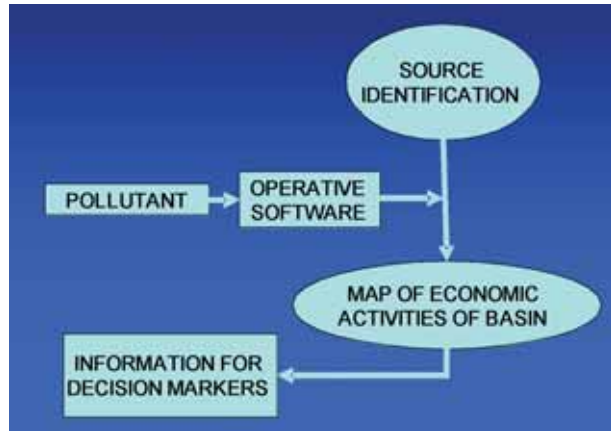 SOURCE
IDENTIFICATION
POLLUTANT
OPERATIVE
SOFTWARE
MAP OF ECONOMIC
ACTIVITIES OF BASIN
INFORMATION FOR
DECISION MARKERS